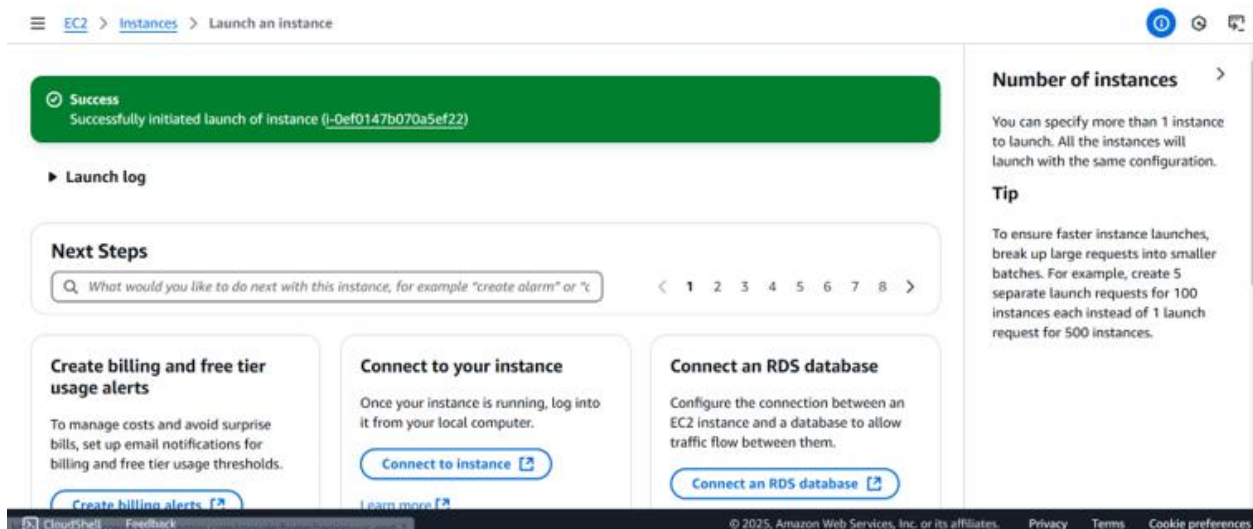 EC2 > Instances > Launch an instance
Success
Successfully initiated launch of instance (i-0ef0147b070a5ef22)
Launch log
Next Steps
What would you like to do next with this instance, for example "create alarm" or "c
1 2 3 4 5 6 7 8
Create billing and free tier
usage alerts
To manage costs and avoid surprise
bills, set up email notifications for
billing and free tier usage thresholds.
Create billing alerts
Connect to your instance
Once your instance is running, log into
it from your local computer.
Connect to instance
Learn more
Connect an RDS database
Configure the connection between an
EC2 instance and a database to allow
traffic flow between them.
Connect an RDS database
Number of instances
You can specify more than 1 instance
to launch. All the instances will
launch with the same configuration.
Tip
To ensure faster instance launches,
break up large requests into smaller
batches. For example, create 5
separate launch requests for 100
instances each instead of 1 launch
request for 500 instances.
CloudShell Feedback © 2025, Amazon Web Services, Inc. or its affiliates. Privacy Terms Cookie preferences